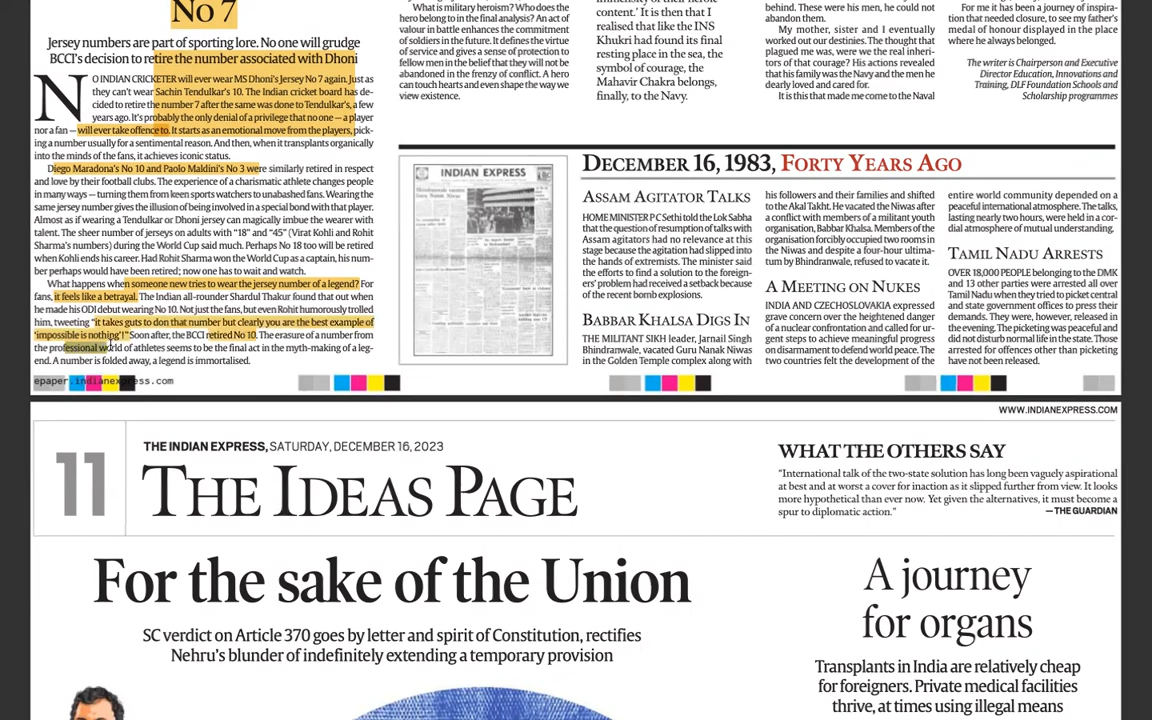 No 7
Jersey numbers are part of sporting lore. No one will grudge
BCCI's decision to retire the number associated with Dhoni
NO INDIAN CRICKETER will ever wear MS Dhoni's Jersey No 7 again. Just as
they can't wear Sachin Tendulkar's 10. The Indian cricket board has de-
cided to retire the number 7 after the same was done to Tendulkar's, a few
years ago. It's probably the only denial of a privilege that no one — a player
nor a fan — will ever take offence to. It starts as an emotional move from the players, pick-
ing a number usually for a sentimental reason. And then, when it transplants organically
into the minds of the fans, it achieves iconic status.
Diego Maradona's No 10 and Paolo Maldini's No 3 were similarly retired in respect
and love by their football clubs. The experience of a charismatic athlete changes people
in many ways — turning them from keen sports watchers to unabashed fans. Wearing the
same jersey number gives the illusion of being involved in a special bond with that player.
Almost as if wearing a Tendulkar or Dhoni jersey can magically imbue the wearer with
talent. The sheer number of jerseys on adults with "18" and "45" (Virat Kohli and Rohit
Sharma's numbers) during the World Cup said much. Perhaps No 18 too will be retired
when Kohli ends his career. Had Rohit Sharma won the World Cup as a captain, his num-
ber perhaps would have been retired; now one has to wait and watch.
What happens when someone new tries to wear the jersey number of a legend? For
fans, it feels like a betrayal. The Indian all-rounder Shardul Thakur found that out when
he made his ODI debut wearing No 10. Not just the fans, but even Rohit humorously trolled
him, tweeting "it takes guts to don that number but clearly you are the best example of
'impossible is nothing'!" Soon after, the BCCI retired No 10. The erasure of a number from
the professional world of athletes seems to be the final act in the myth-making of a leg-
end. A number is folded away, a legend is immortalised.
epaper.indianexpress.com
What is military heroism? Who does the
hero belong to in the final analysis? An act of
valour in battle enhances the commitment
of soldiers in the future. It defines the virtue
of service and gives a sense of protection to
fellow men in the belief that they will not be
abandoned in the frenzy of conflict. A hero
can touch hearts and even shape the way we
view existence.
immensity of their heroic
content.' It is then that I
realised that like the INS
Khukri had found its final
resting place in the sea, the
symbol of courage, the
Mahavir Chakra belongs,
finally, to the Navy.
behind. These were his men, he could not
abandon them.
My mother, sister and I eventually
worked out our destinies. The thought that
plagued me was, were we the real inheri-
tors of that courage? His actions revealed
that his family was the Navy and the men he
dearly loved and cared for.
It is this that made me come to the Naval
For me it has been a journey of inspira-
tion that needed closure, to see my father's
medal of honour displayed in the place
where he always belonged.
The writer is Chairperson and Executive
Director Education, Innovations and
Training, DLF Foundation Schools and
Scholarship programmes
INDIAN EXPRESS
DECEMBER 16, 1983, FORTY YEARS AGO
ASSAM AGITATOR TALKS
HOME MINISTER P C Sethi told the Lok Sabha
that the question of resumption of talks with
Assam agitators had no relevance at this
stage because the agitation had slipped into
the hands of extremists. The minister said
the efforts to find a solution to the foreign-
ers' problem had received a setback because
of the recent bomb explosions.
BABBAR KHALSA DIGS IN
THE MILITANT SIKH leader, Jarnail Singh
Bhindranwale, vacated Guru Nanak Niwas
in the Golden Temple complex along with
his followers and their families and shifted
to the Akal Takht. He vacated the Niwas after
a conflict with members of a militant youth
organisation, Babbar Khalsa. Members of the
organisation forcibly occupied two rooms in
the Niwas and despite a four-hour ultima-
tum by Bhindranwale, refused to vacate it.
A MEETING ON NUKES
INDIA AND CZECHOSLOVAKIA expressed
grave concern over the heightened danger
of a nuclear confrontation and called for ur-
gent steps to achieve meaningful progress
on disarmament to defend world peace. The
two countries felt the development of the
entire world community depended on a
peaceful international atmosphere. The talks,
lasting nearly two hours, were held in a cor-
dial atmosphere of mutual understanding.
TAMIL NADU ARRESTS
OVER 18,000 PEOPLE belonging to the DMK
and 13 other parties were arrested all over
Tamil Nadu when they tried to picket central
and state government offices to press their
demands. They were, however, released in
the evening. The picketing was peaceful and
did not disturb normal life in the state. Those
arrested for offences other than picketing
have not been released.
WWW.INDIANEXPRESS.COM
11
THE INDIAN EXPRESS, SATURDAY, DECEMBER 16, 2023
THE IDEAS PAGE
WHAT THE OTHERS SAY
"International talk of the two-state solution has long been vaguely aspirational
and at best and at worst a cover for inaction as it slipped further from view. It looks
more hypothetical than ever now. Yet given the alternatives, it must become a
spur to diplomatic action."
— THE GUARDIAN
For the sake of the Union
SC verdict on Article 370 goes by letter and spirit of Constitution, rectifies
Nehru's blunder of indefinitely extending a temporary provision
A journey
for organs
Transplants in India are relatively cheap
for foreigners. Private medical facilities
thrive, at times using illegal means